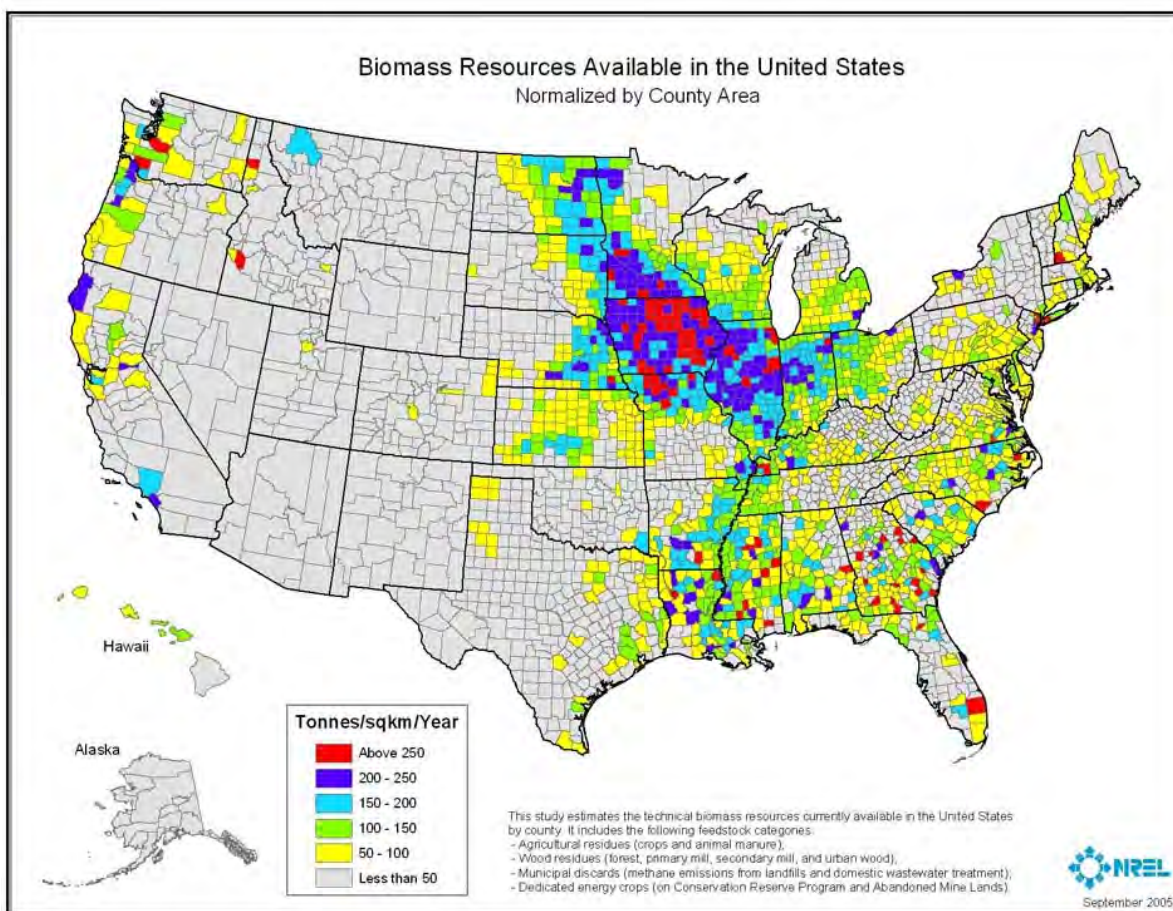 Biomass Resources Available in the United States
Normalized by County Area
Hawaii
Alaska
Tonnes/sqkm/Year
Above 250
200 - 250
150 - 200
100 - 150
50 - 100
Less than 50
This study estimates the technical biomass resources currently available in the United States
by county. It includes the following feedstock categories:
- Agricultural residues (crops and animal manure);
- Wood residues (forest, primary mill, secondary mill, and urban wood);
- Municipal discards (methane emissions from landfills and domestic wastewater treatment);
- Dedicated energy crops (on Conservation Reserve Program and Abandoned Mine Lands).
NREL
September 2005